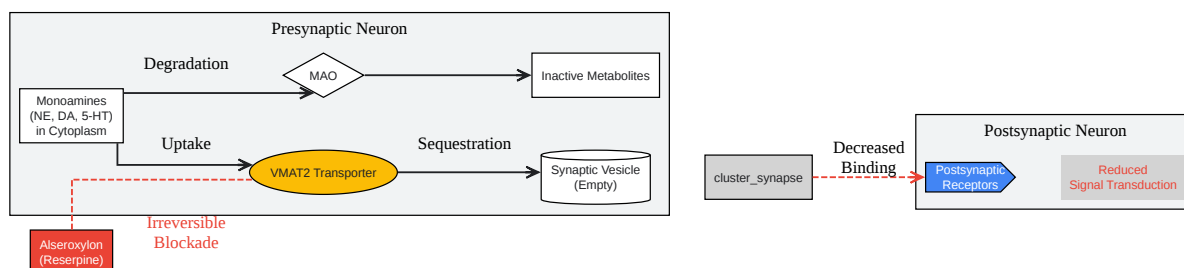 Presynaptic Neuron
Degradation
MAO
Inactive Metabolites
Monoamines
(NE, DA, 5-HT)
in Cytoplasm
Uptake
VMAT2 Transporter
Sequestration
Synaptic Vesicle
(Empty)
Irreversible
Blockade
Alseroxylon
(Reserpine)
cluster_synapse
Decreased
Binding
Postsynaptic Neuron
Postsynaptic
Receptors
Reduced
Signal Transduction